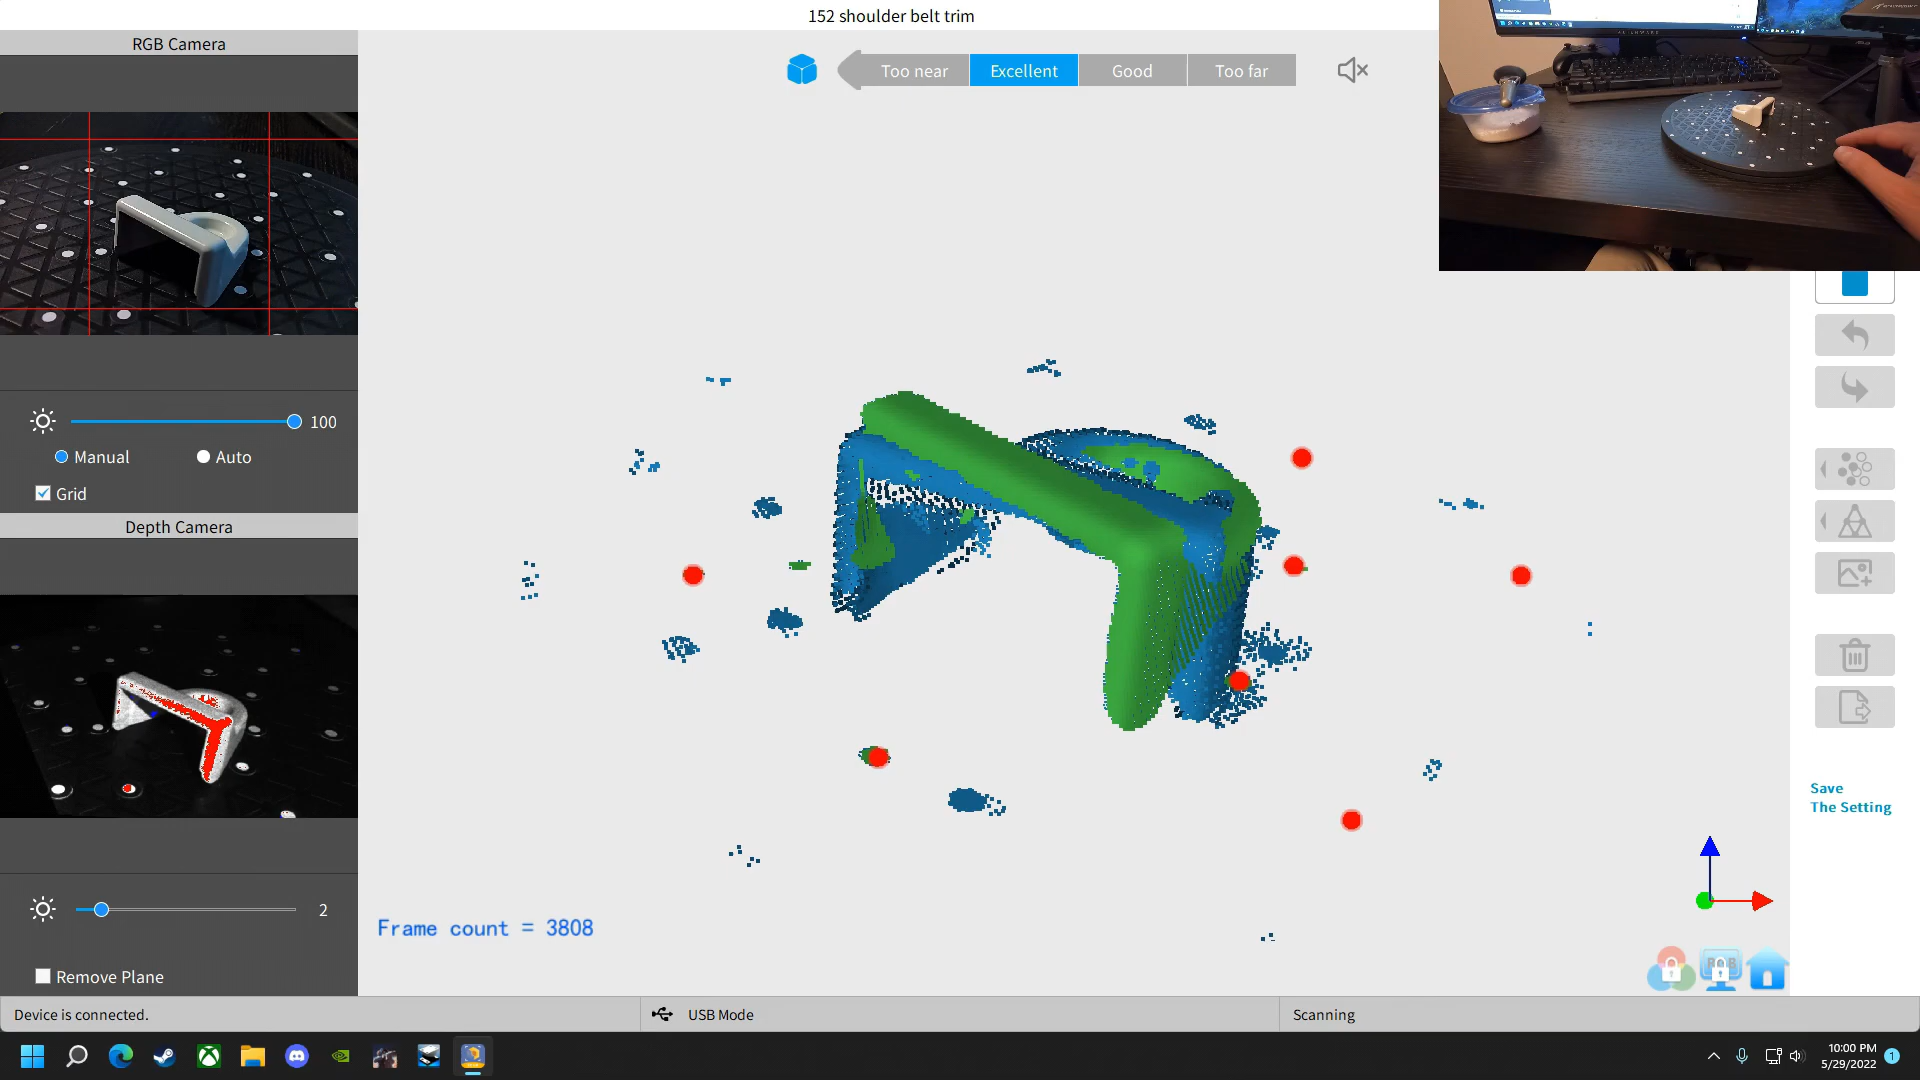 152 shoulder belt trim
RGB Camera
Too near
Excellent
Good
Too far
100
Manual
Auto
Grid
Depth Camera
2
Remove Plane
Frame count = 3808
Save
The Setting
Device is connected.
USB Mode
Scanning
10:00 PM
5/29/2022
1